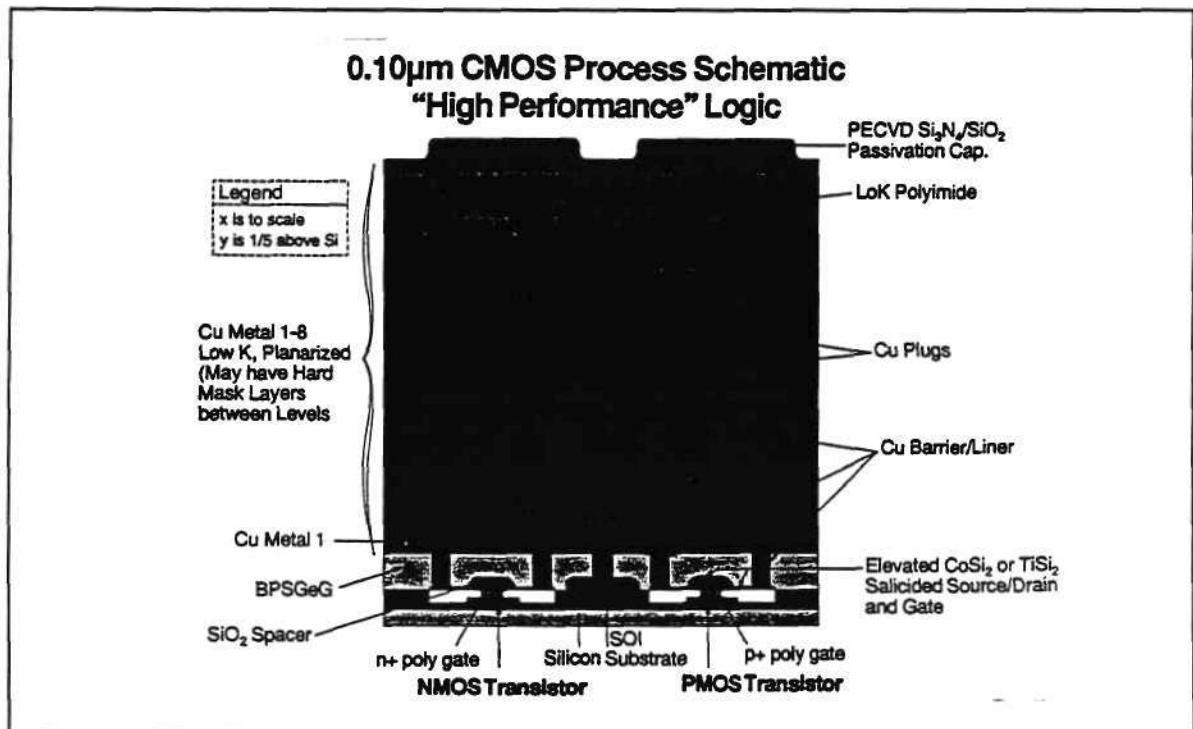 0.10µm CMOS Process Schematic
“High Performance” Logic
PECVD Si₃N₄/SiO₂
Passivation Cap.
Legend
x is to scale
y is 1/5 above Si
LoK Polyimide
Cu Metal 1-8
Low K, Planarized
(May have Hard
Mask Layers
between Levels
Cu Plugs
Cu Barrier/Liner
Cu Metal 1
BPSGeG
Elevated CoSi₂ or TiSi₂
Salicided Source/Drain
and Gate
SiO₂ Spacer
n+ poly gate
SOI
Silicon Substrate
p+ poly gate
NMOS Transistor
PMOS Transistor